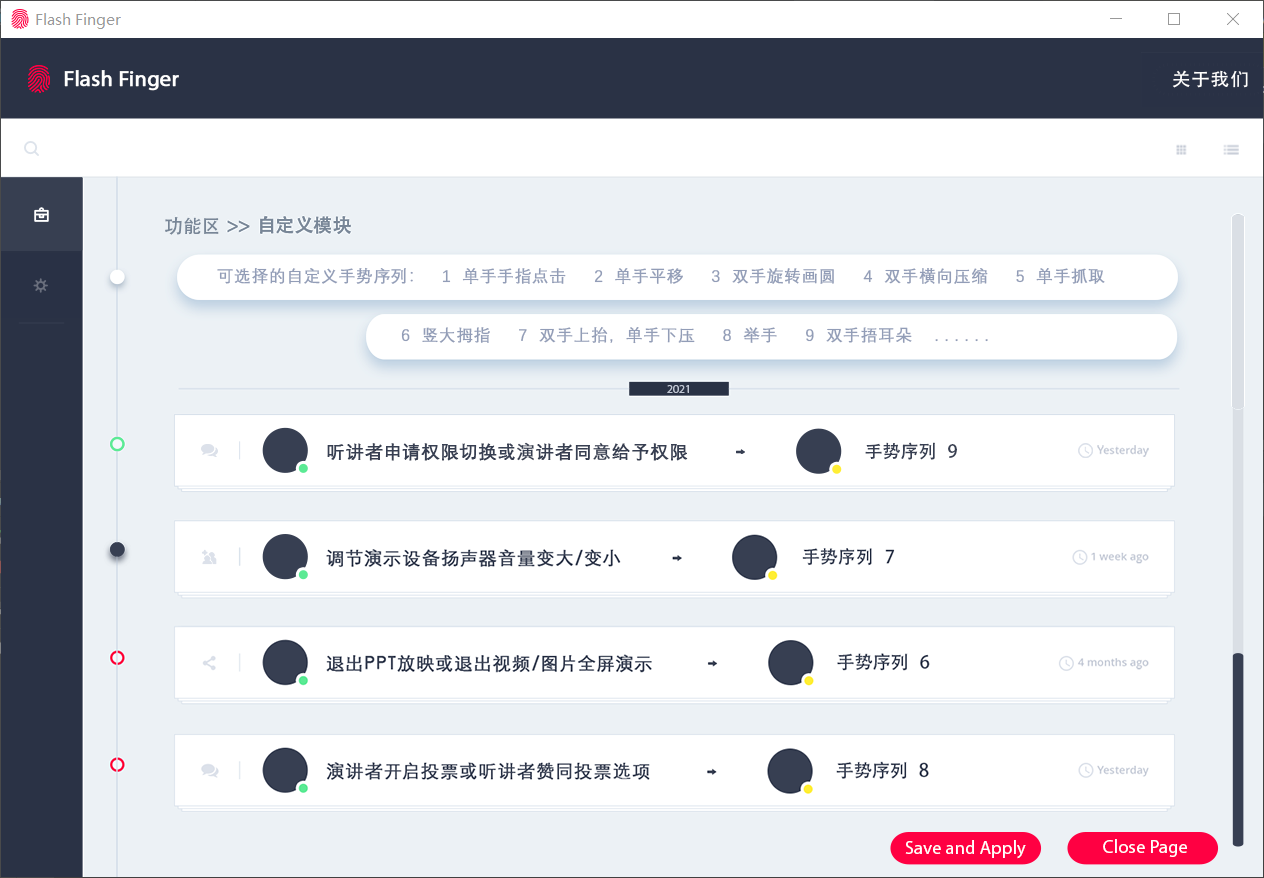 Flash Finger
Flash Finger
关于我们
功能区 >> 自定义模块
可选择的自定义手势序列： 1 单手手指点击 2 单手平移 3 双手旋转画圆 4 双手横向压缩 5 单手抓取
6 竖大拇指 7 双手上抬，单手下压 8 举手 9 双手捂耳朵 ......
2021
听讲者申请权限切换或演讲者同意给予权限 手势序列 9 Yesterday
调节演示设备扬声器音量变大/变小 手势序列 7 1 week ago
退出PPT放映或退出视频/图片全屏演示 手势序列 6 4 months ago
演讲者开启投票或听讲者赞同投票选项 手势序列 8 Yesterday
Save and Apply Close Page